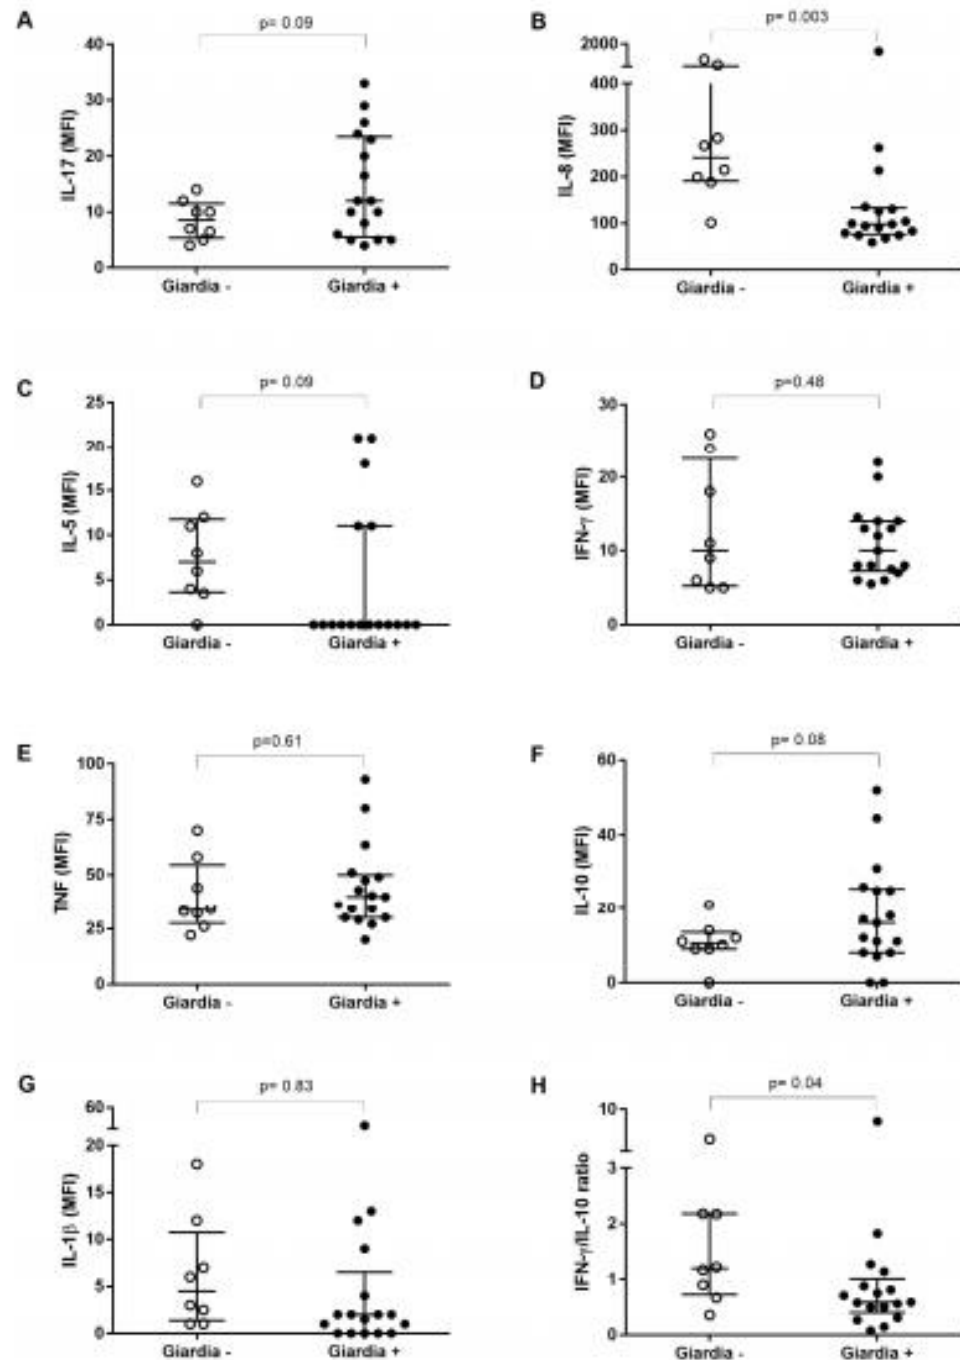 A
p= 0.09
IL-17 (MFI)
40
30
20
10
0
Giardia -
Giardia +
B
p= 0.003
IL-8 (MFI)
2000
400
300
200
100
0
Giardia -
Giardia +
C
p= 0.09
IL-5 (MFI)
25
20
15
10
5
0
Giardia -
Giardia +
D
p=0.48
IFN-γ (MFI)
30
20
10
0
Giardia -
Giardia +
E
p=0.61
TNF (MFI)
100
75
50
25
0
Giardia -
Giardia +
F
p= 0.08
IL-10 (MFI)
60
40
20
0
Giardia -
Giardia +
G
p= 0.83
IL-1β (MFI)
60
20
15
10
5
0
Giardia -
Giardia +
H
p= 0.04
IFN-γ/IL-10 ratio
10
3
2
1
0
Giardia -
Giardia +